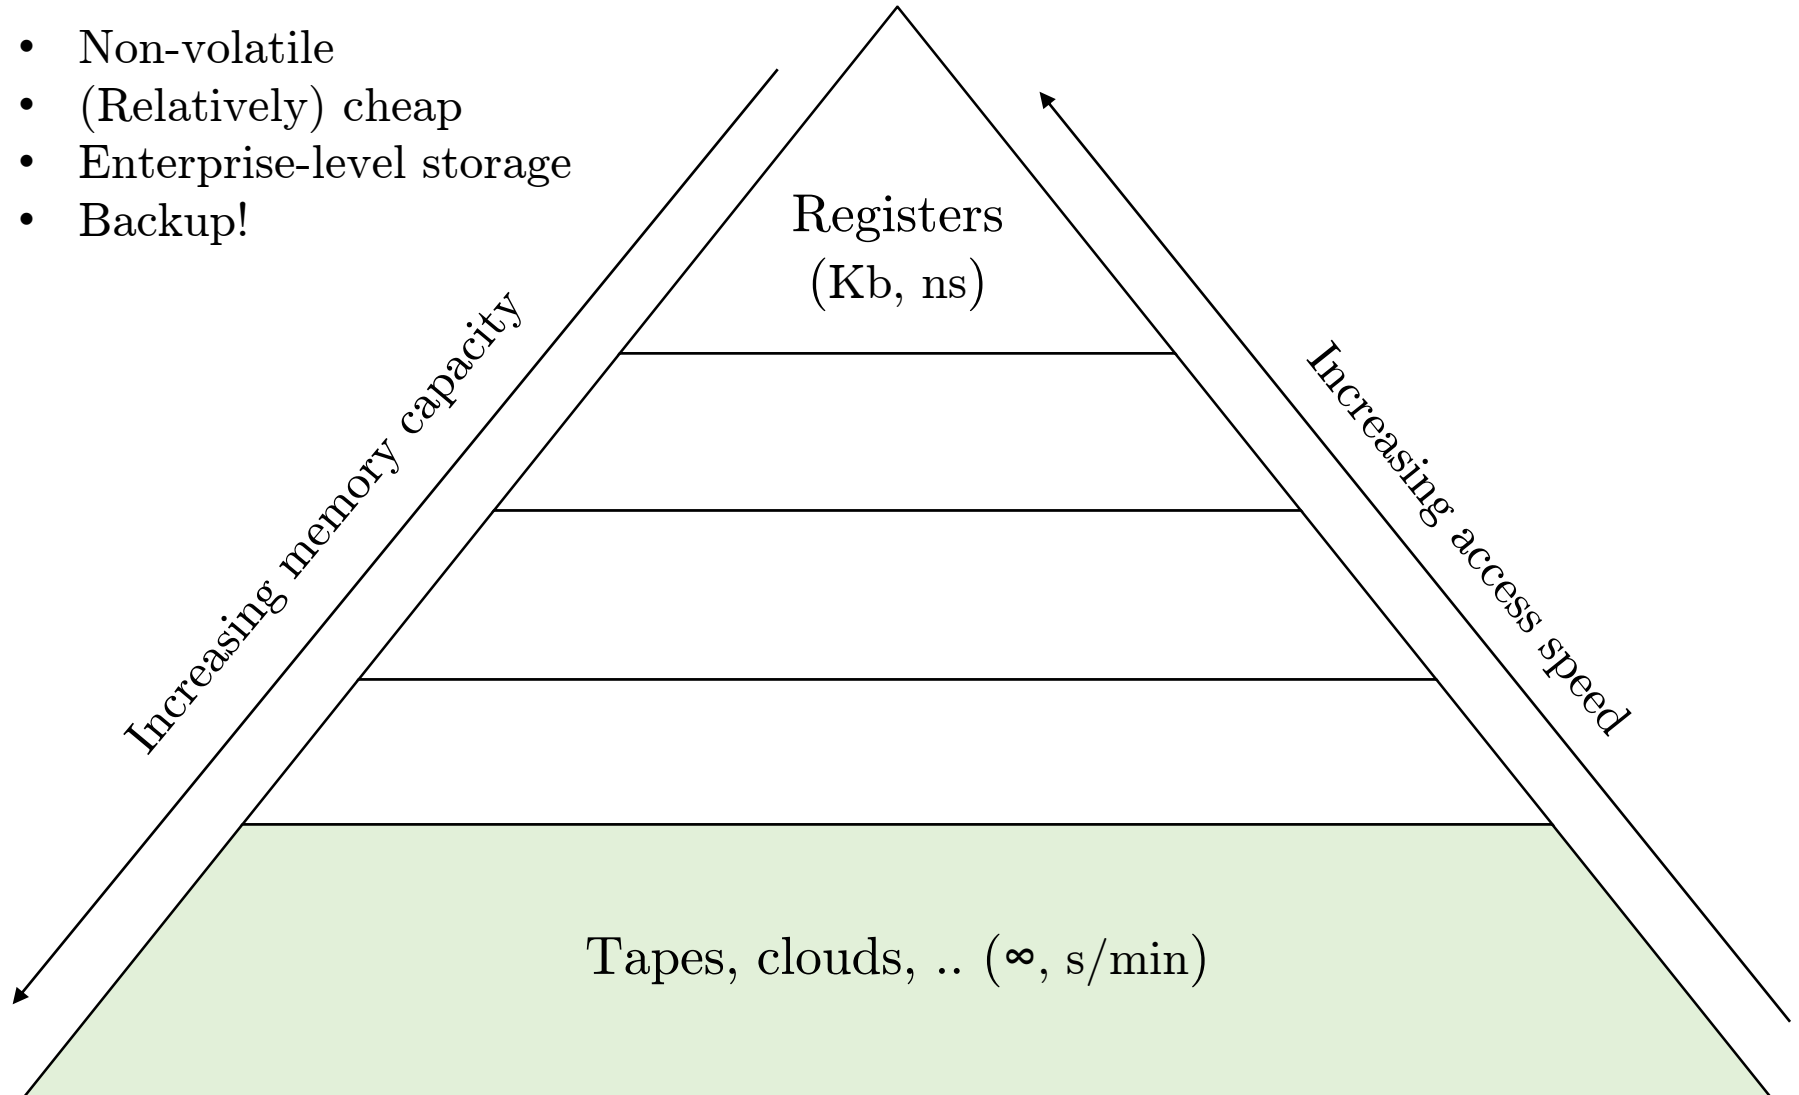 • Non-volatile
• (Relatively) cheap
• Enterprise-level storage
• Backup!
Registers
(Kb, ns)
Increasing memory capacity
Increasing access speed
Tapes, clouds, .. (∞, s/min)